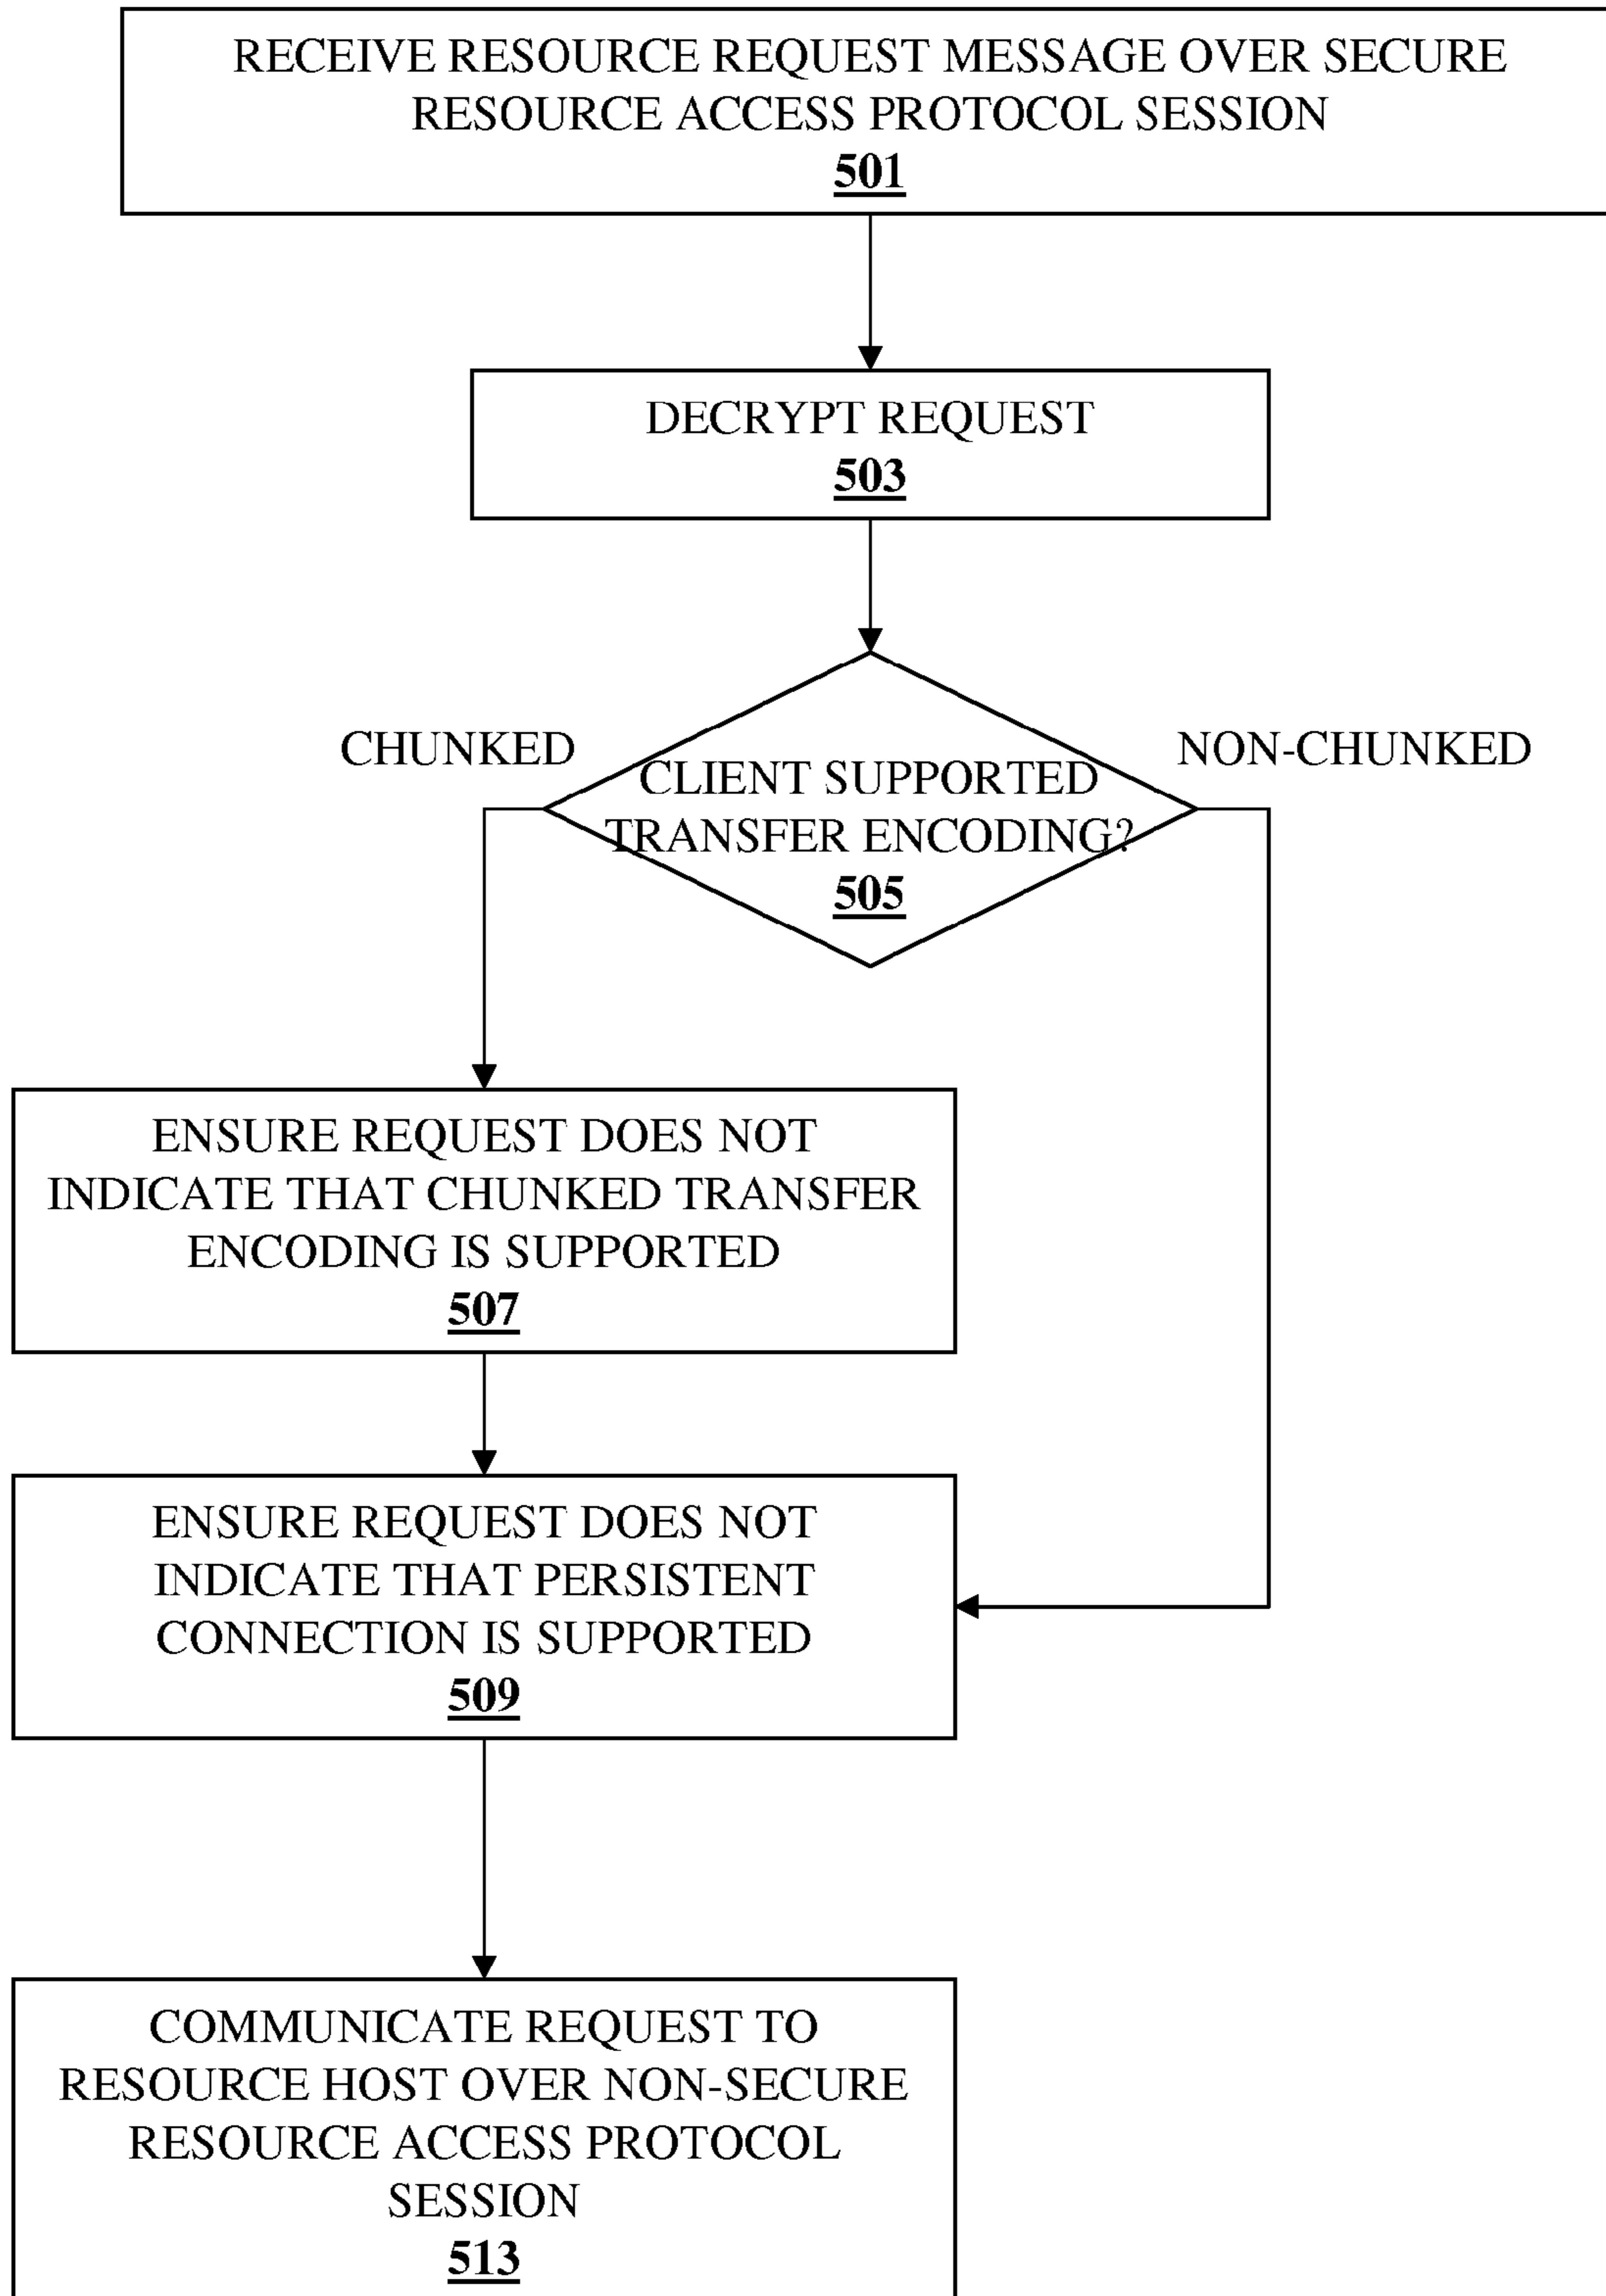 RECEIVE RESOURCE REQUEST MESSAGE OVER SECURE
RESOURCE ACCESS PROTOCOL SESSION
501
DECRYPT REQUEST
503
CHUNKED
NON-CHUNKED
CLIENT SUPPORTED
TRANSFER ENCODING?
505
ENSURE REQUEST DOES NOT
INDICATE THAT CHUNKED TRANSFER
ENCODING IS SUPPORTED
507
ENSURE REQUEST DOES NOT
INDICATE THAT PERSISTENT
CONNECTION IS SUPPORTED
509
COMMUNICATE REQUEST TO
RESOURCE HOST OVER NON-SECURE
RESOURCE ACCESS PROTOCOL
SESSION
513